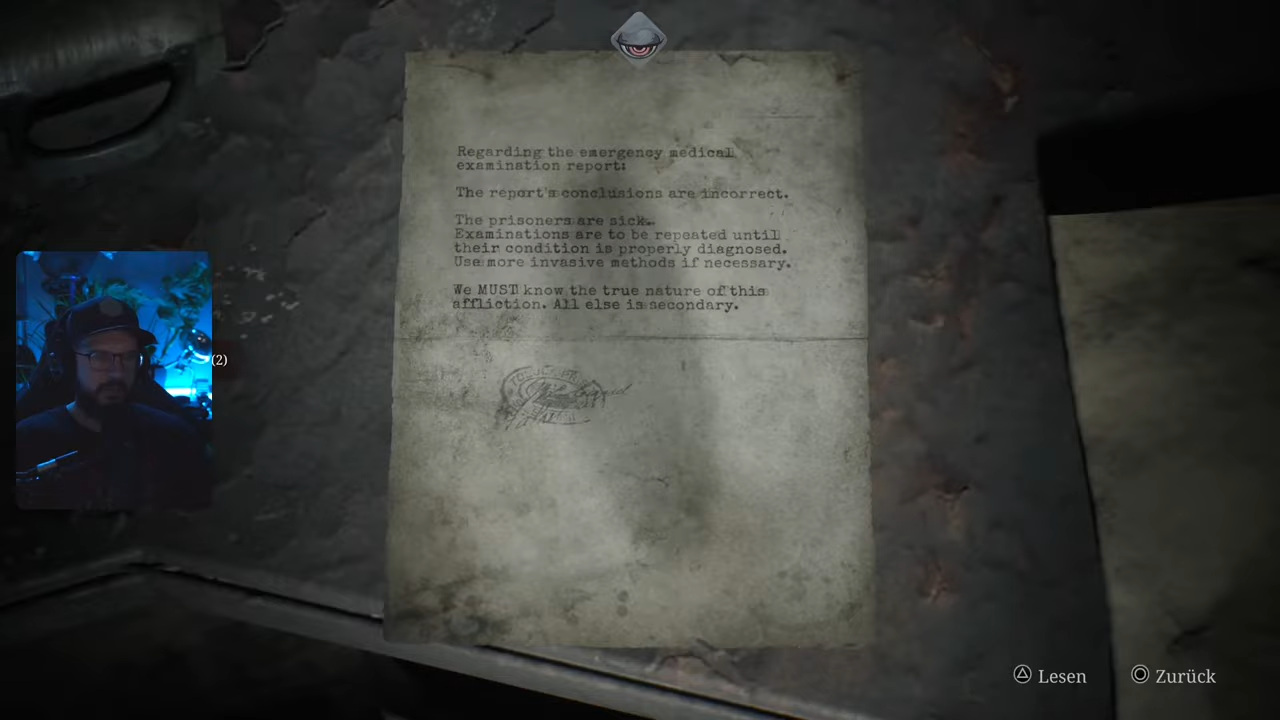 Regarding the emergency medical
examination report:
The report's conclusions are incorrect.
The prisoners are sick.
Examinations are to be repeated until
their condition is properly diagnosed.
Use more invasive methods if necessary.
We MUST know the true nature of this
affliction. All else is secondary.
(2)
Lesen
Zurück